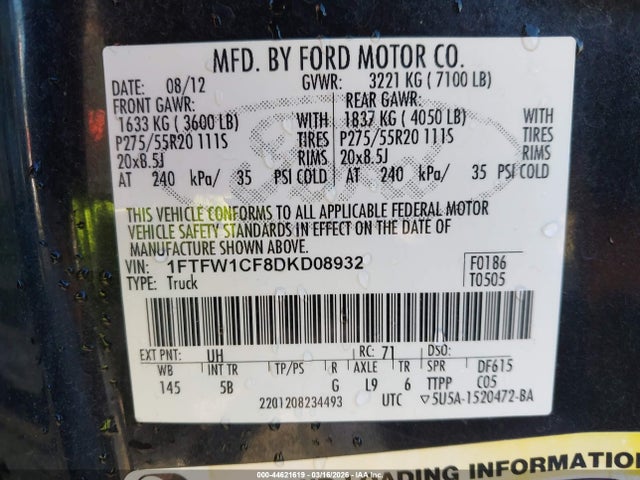 MFD. BY FORD MOTOR CO.
DATE: 08/12 GVWR: 3221 KG ( 7100 LB)
FRONT GAWR: REAR GAWR:
1633 KG ( 3600 LB) WITH 1837 KG ( 4050 LB) WITH
P275/55R20 111S TIRES P275/55R20 111S TIRES
20x8.5J RIMS 20x8.5J RIMS
AT 240 kPa/ 35 PSI COLD AT 240 kPa/ 35 PSI COLD
THIS VEHICLE CONFORMS TO ALL APPLICABLE FEDERAL MOTOR
VEHICLE SAFETY STANDARDS IN EFFECT ON THE DATE OF
MANUFACTURE SHOWN ABOVE.
VIN: 1FTFW1CF8DKD08932 F0186
TYPE: Truck T0505
EXT PNT: UH RC: 71 DSO:
WB INT TR TP/PS R AXLE TR SPR DF615
145 5B G L9 6 TTPP C05
2201208234493 UTC ▽5U5A-1520472-BA
ADING INFORMATION
000-44621619 - 03/16/2026 - IAA Inc.